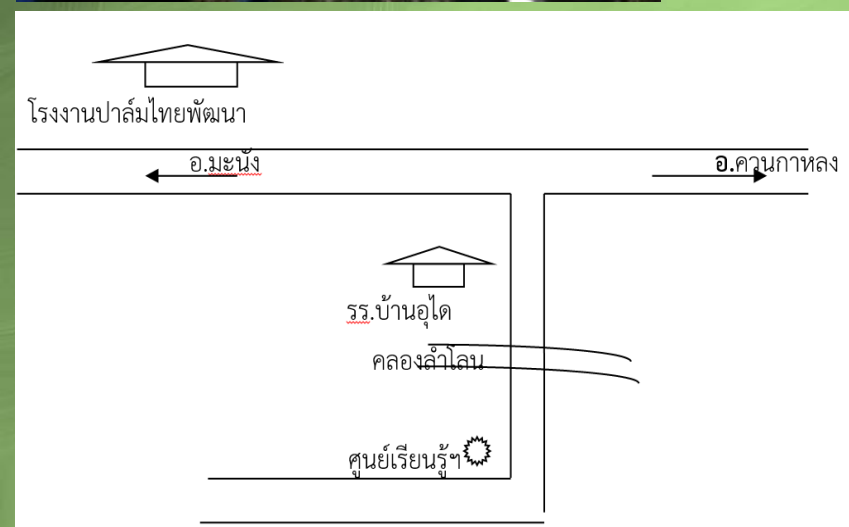 โรงงานปาล์มไทยพัฒนา
อ.มะนัง
อ.ควนกาหลง
รร.บ้านอุได
คลองลำโลน
ศูนย์เรียนรู้ฯ